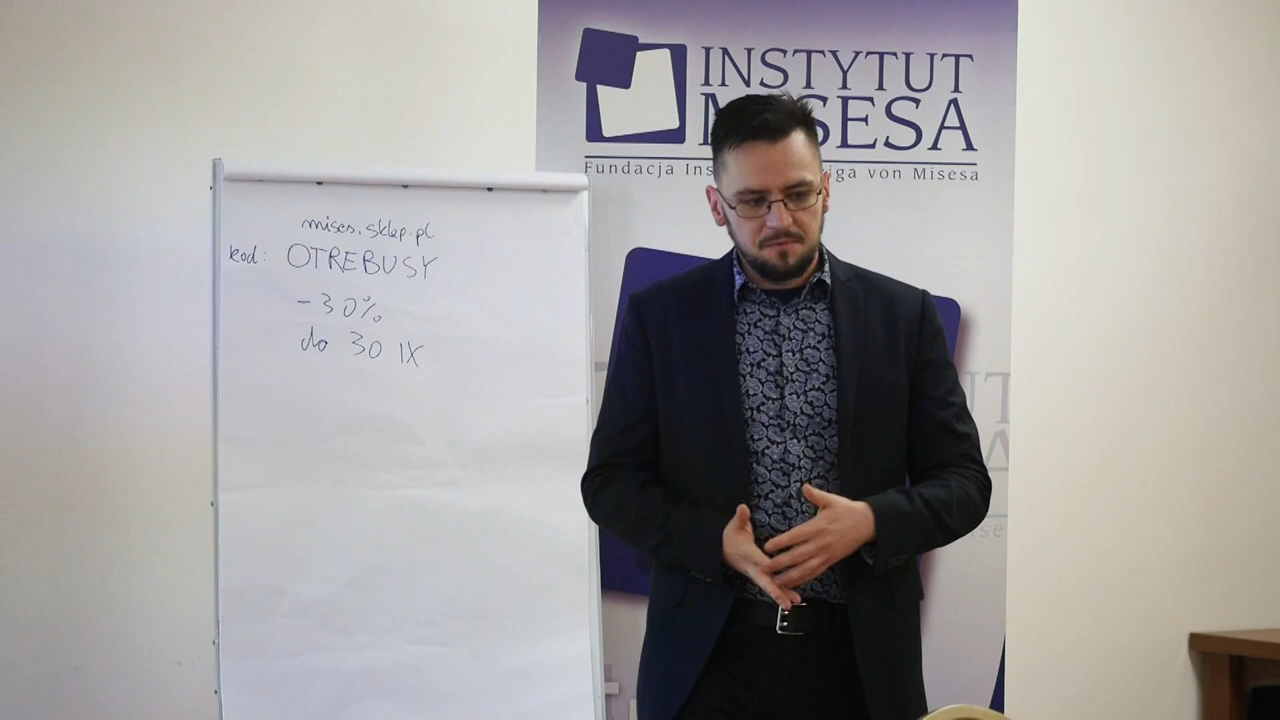 INSTYTUT
MISESA
Fundacja Ins iga von Misesa
mises.sklep.pl
kod: OTREBUSY
-30%
do 30 IX